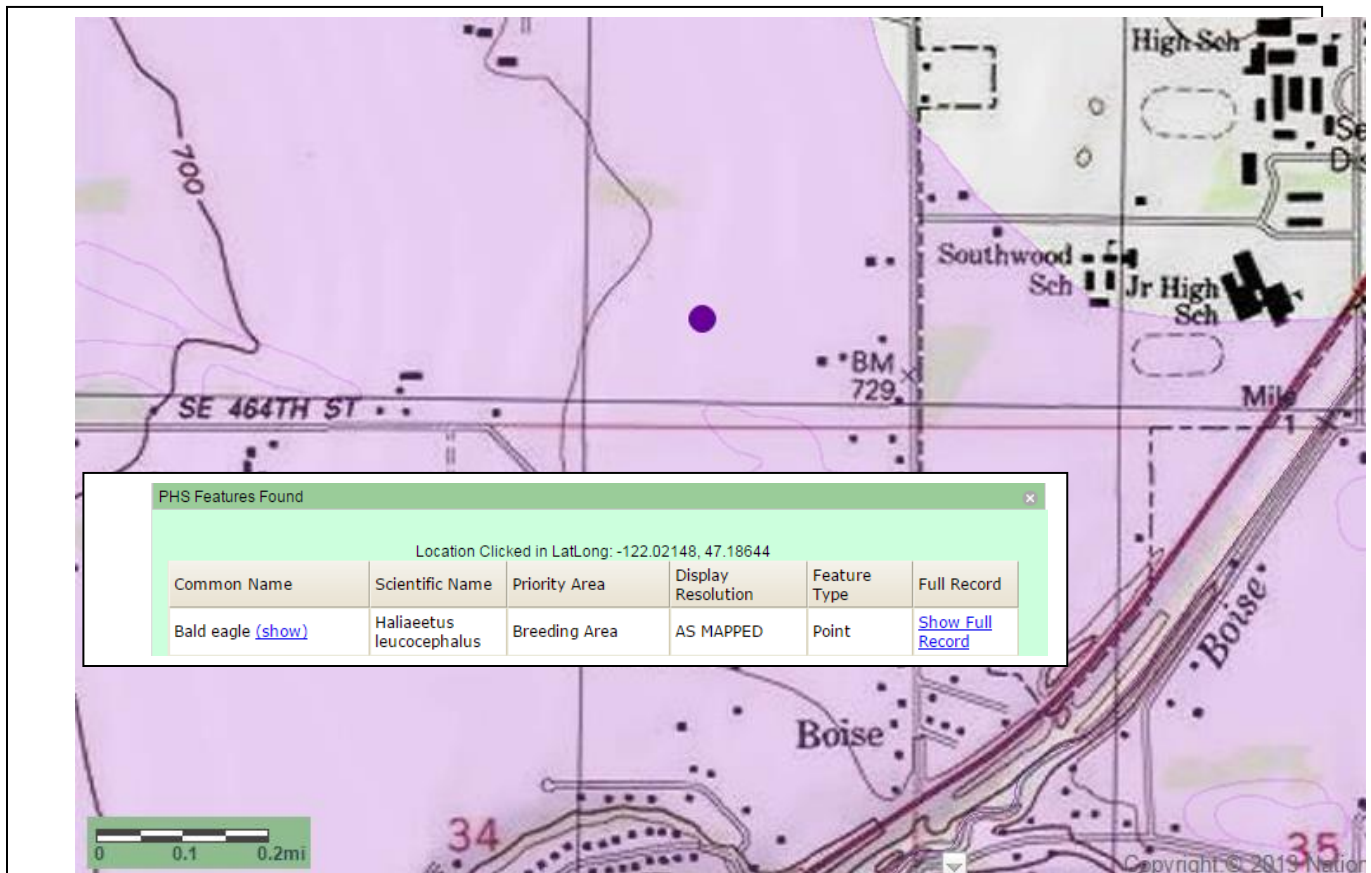 High Sch
Se
Dis
700
Southwood
Sch
Jr High
Sch
BM
729
Mile
1
SE 464TH ST
PHS Features Found
Location Clicked in LatLong: -122.02148, 47.18644
Common Name Scientific Name Priority Area Display Resolution Feature Type Full Record
Bald eagle (show) Haliaeetus leucocephalus Breeding Area AS MAPPED Point Show Full Record
Boise
Boise
34
35
0 0.1 0.2mi
Copyright © 2013 Nation